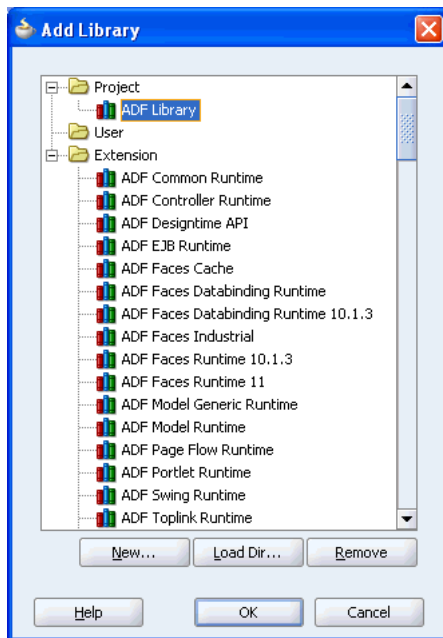 Add Library
Project
ADF Library
User
Extension
ADF Common Runtime
ADF Controller Runtime
ADF Designtime API
ADF EJB Runtime
ADF Faces Cache
ADF Faces Databinding Runtime
ADF Faces Databinding Runtime 10.1.3
ADF Faces Industrial
ADF Faces Runtime 10.1.3
ADF Faces Runtime 11
ADF Model Generic Runtime
ADF Model Runtime
ADF Page Flow Runtime
ADF Portlet Runtime
ADF Swing Runtime
ADF Toplink Runtime
New... Load Dir... Remove
Help OK Cancel